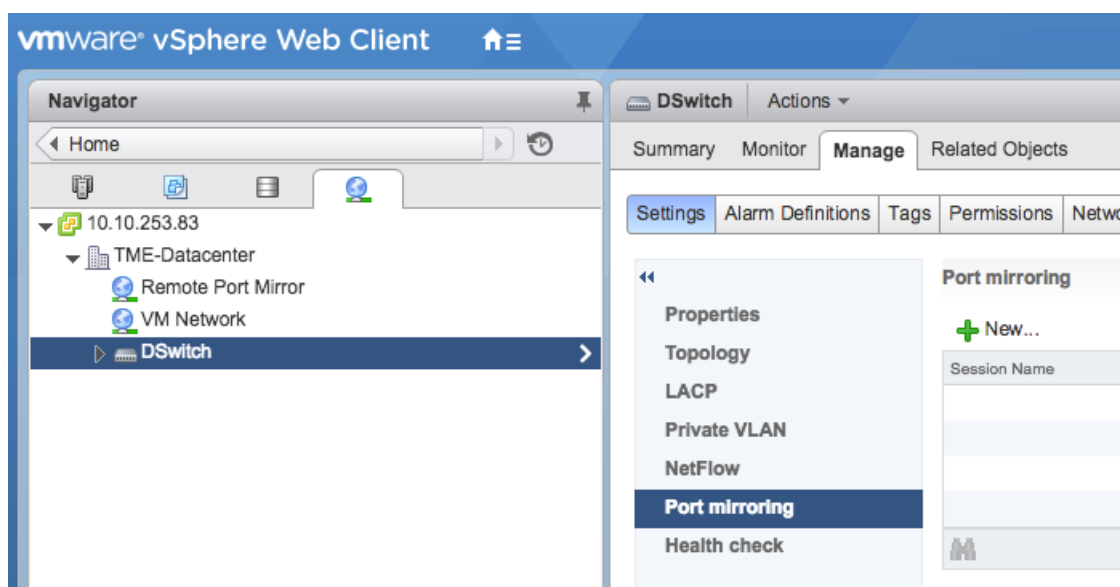 vmware® vSphere Web Client
Navigator
Home
10.10.253.83
TME-Datacenter
Remote Port Mirror
VM Network
DSwitch
DSwitch Actions
Summary Monitor Manage Related Objects
Settings Alarm Definitions Tags Permissions Netwo
Properties
Topology
LACP
Private VLAN
NetFlow
Port mirroring
Health check
Port mirroring
New...
Session Name